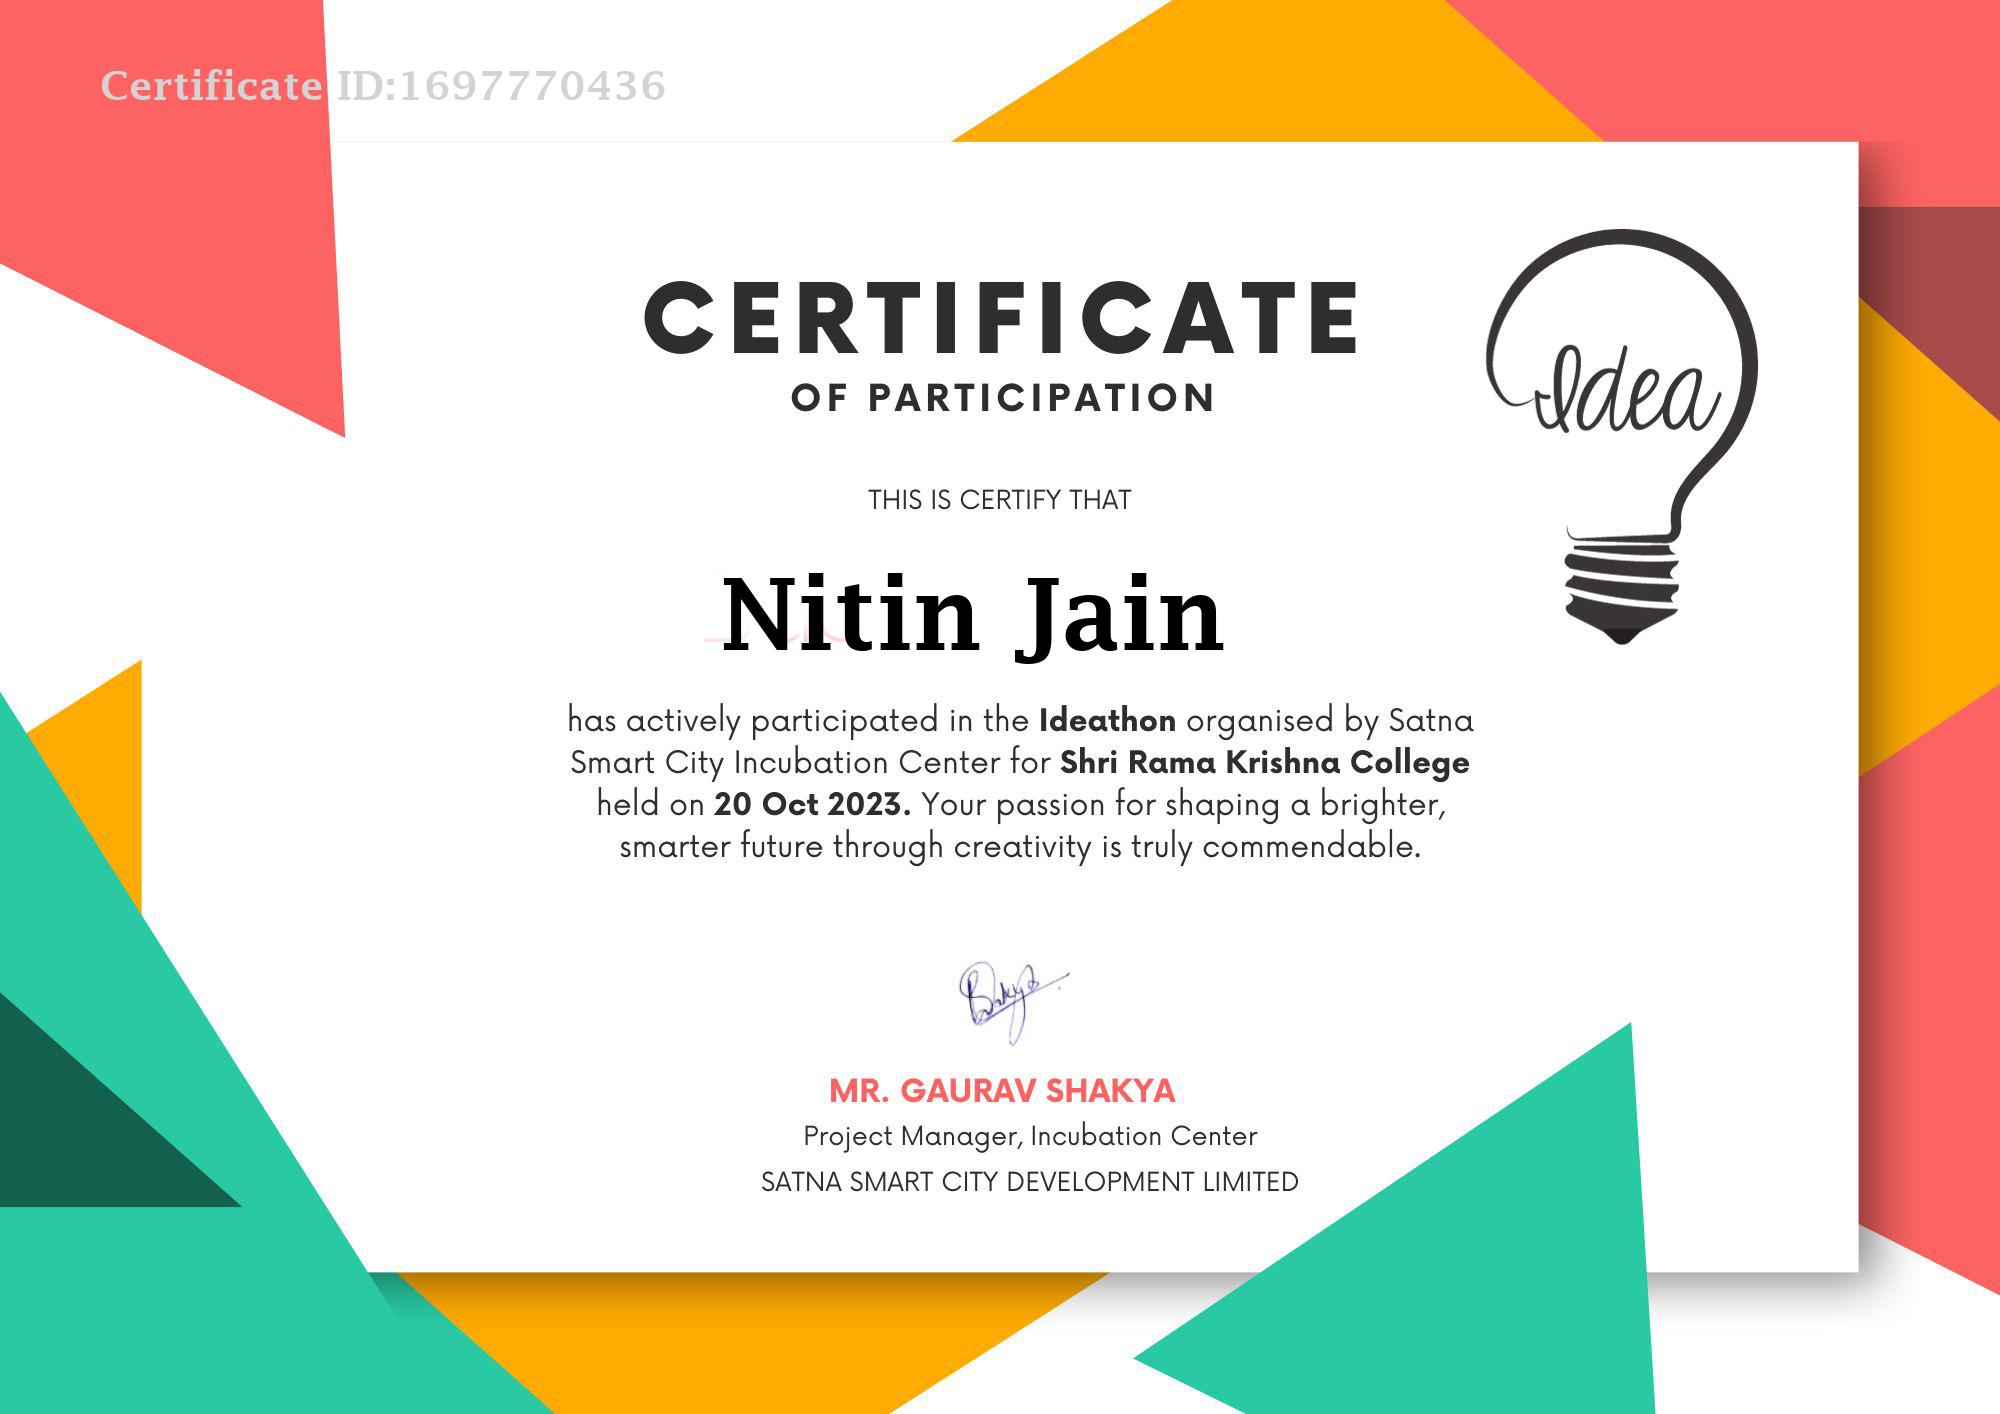 Certificate ID:1697770436
CERTIFICATE
OF PARTICIPATION
Idea
THIS IS CERTIFY THAT
Nitin Jain
has actively participated in the Ideathon organised by Satna
Smart City Incubation Center for Shri Rama Krishna College
held on 20 Oct 2023. Your passion for shaping a brighter,
smarter future through creativity is truly commendable.
MR. GAURAV SHAKYA
Project Manager, Incubation Center
SATNA SMART CITY DEVELOPMENT LIMITED